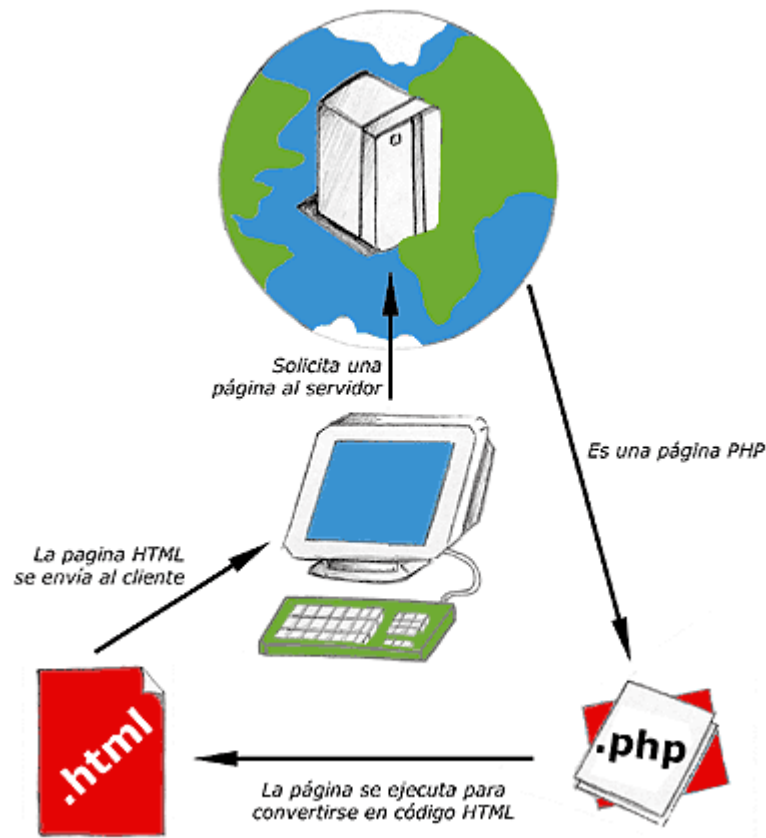 Solicita una
página al servidor
Es una página PHP
La pagina HTML
se envía al cliente
.html
.php
La página se ejecuta para
convertirse en código HTML